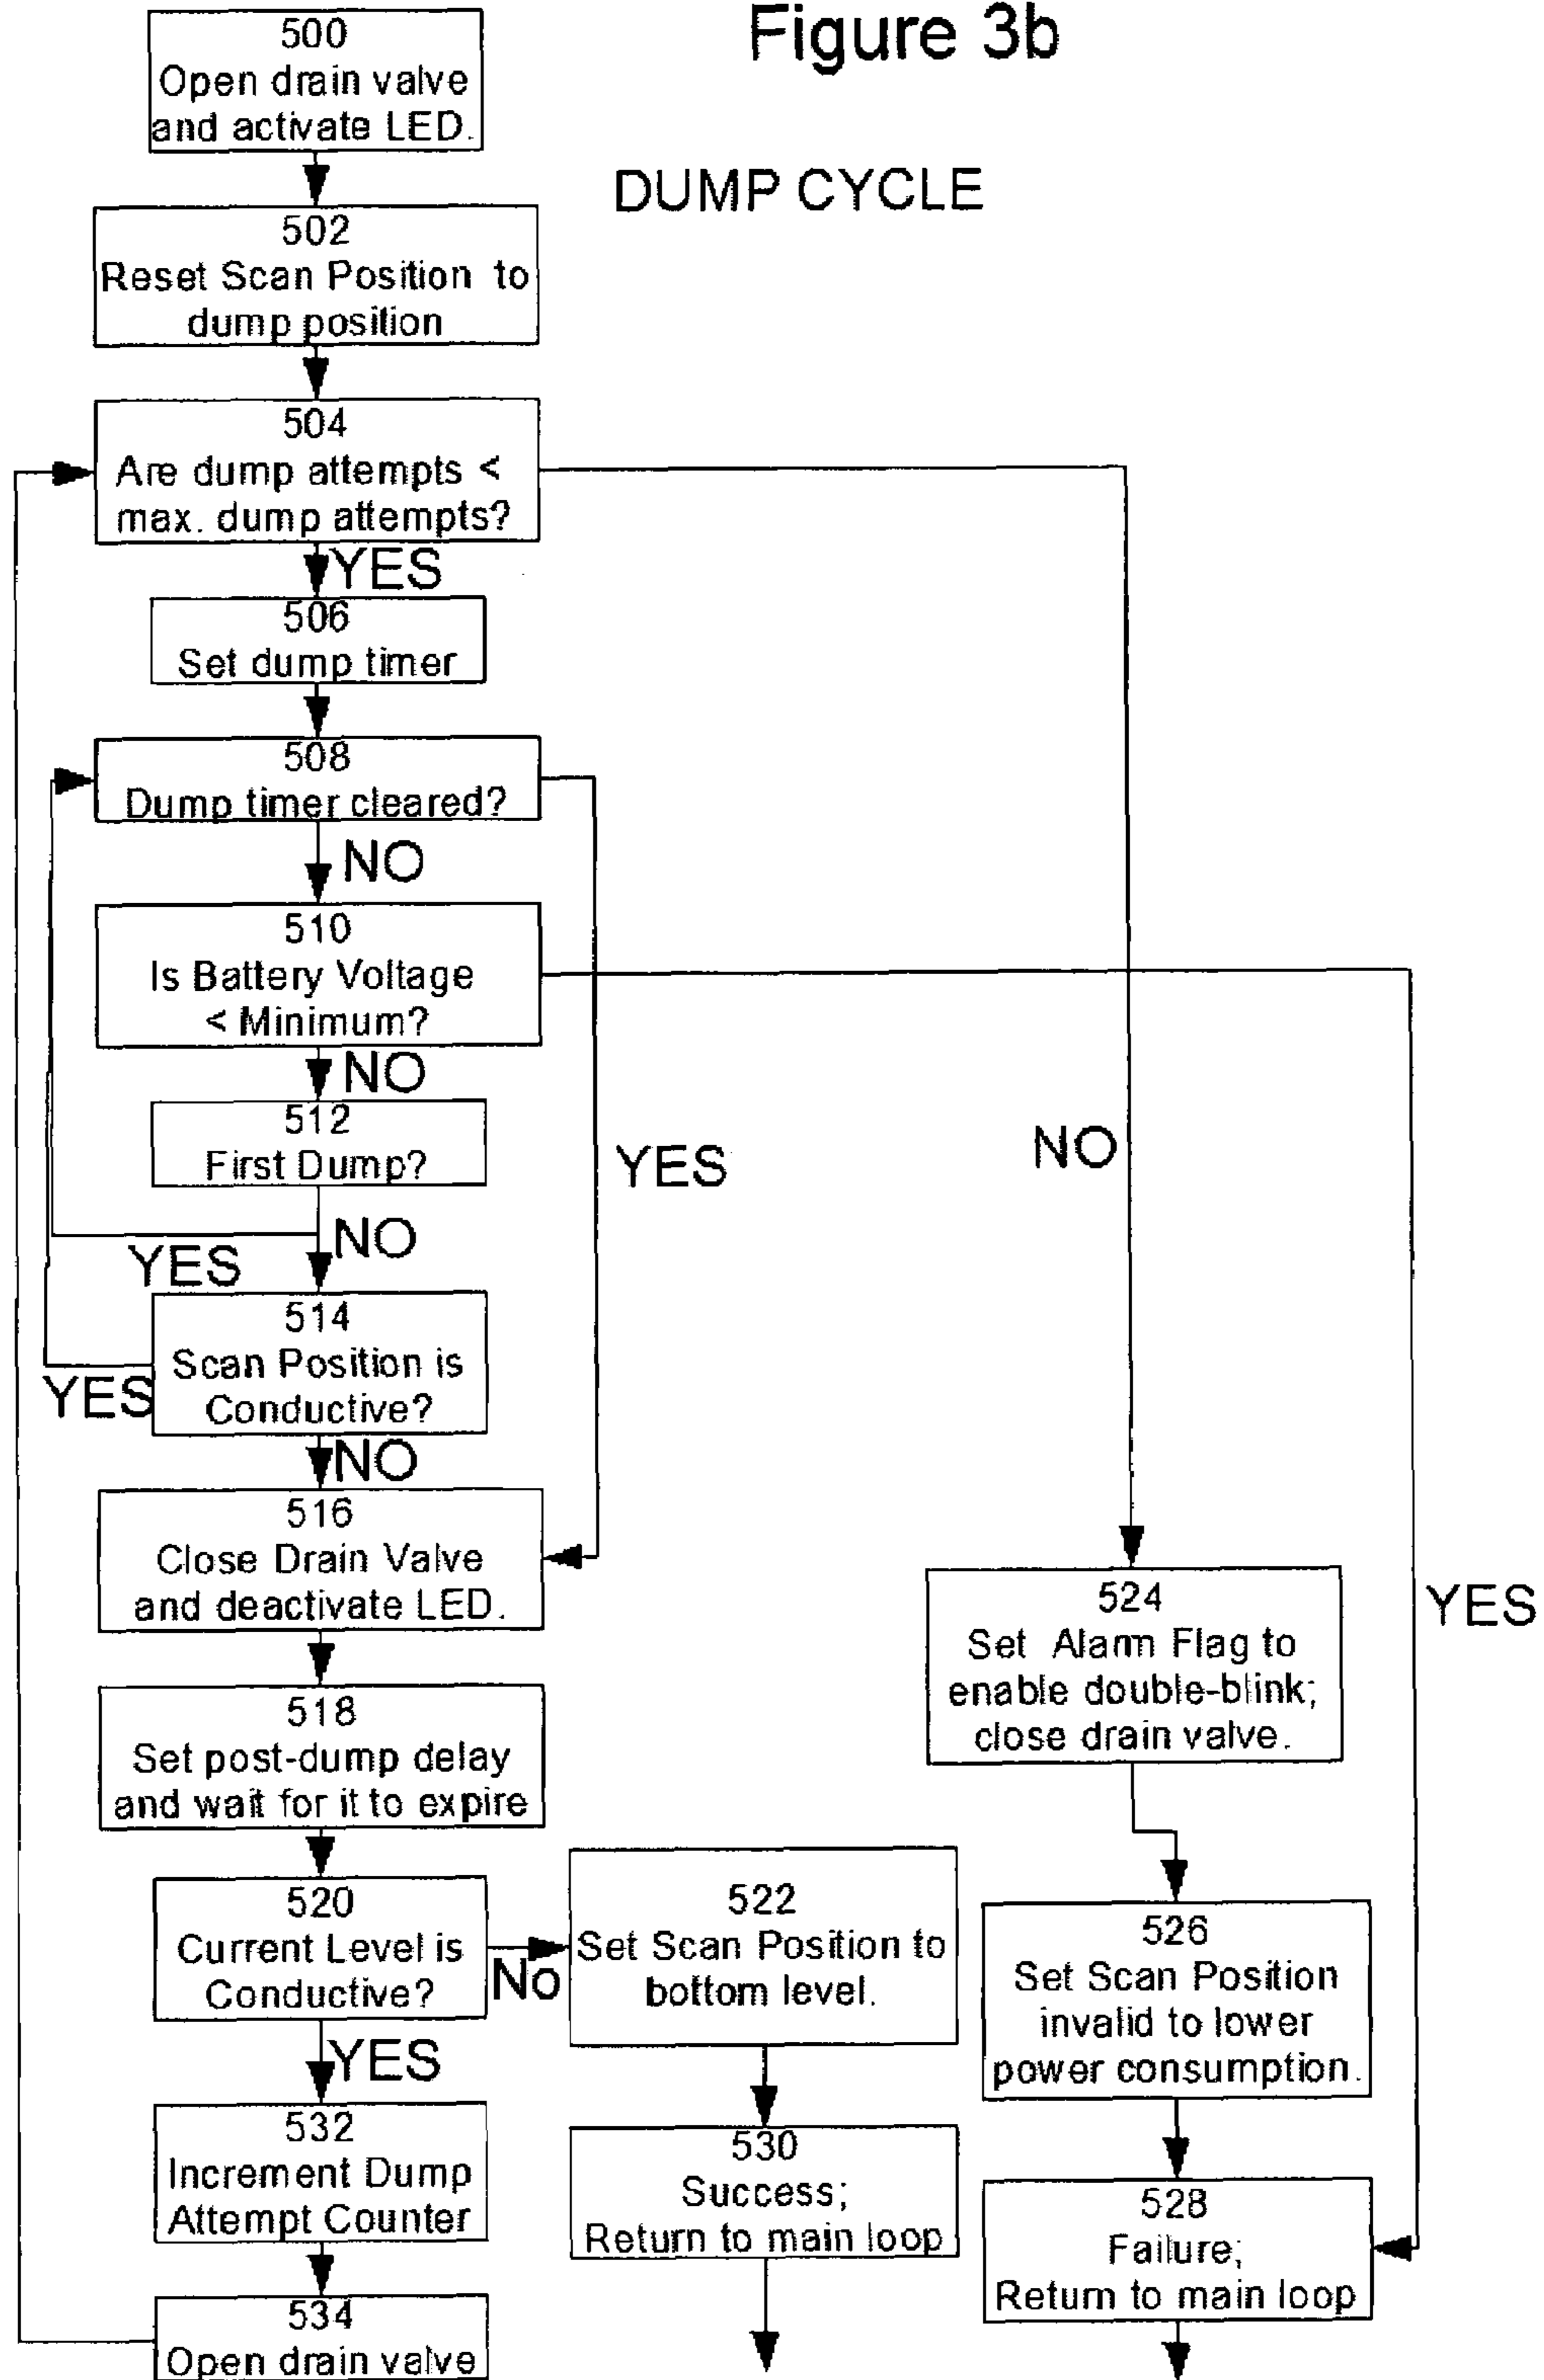 Figure 3b
500
Open drain valve
and activate LED.
DUMP CYCLE
502
Reset Scan Position to
dump position
504
Are dump attempts <
max. dump attempts?
YES
506
Set dump timer
508
Dump timer cleared?
NO
510
Is Battery Voltage
< Minimum?
NO
512
First Dump?
YES
NO
NO
YES
514
Scan Position is
Conductive?
YES
NO
516
Close Drain Valve
and deactivate LED.
524
Set Alarm Flag to
enable double-blink;
close drain valve.
YES
518
Set post-dump delay
and wait for it to expire
520
Current Level is
Conductive?
No
522
Set Scan Position to
bottom level.
526
Set Scan Position
invalid to lower
power consumption.
YES
532
Increment Dump
Attempt Counter
530
Success;
Return to main loop
528
Failure;
Return to main loop
534
Open drain valve